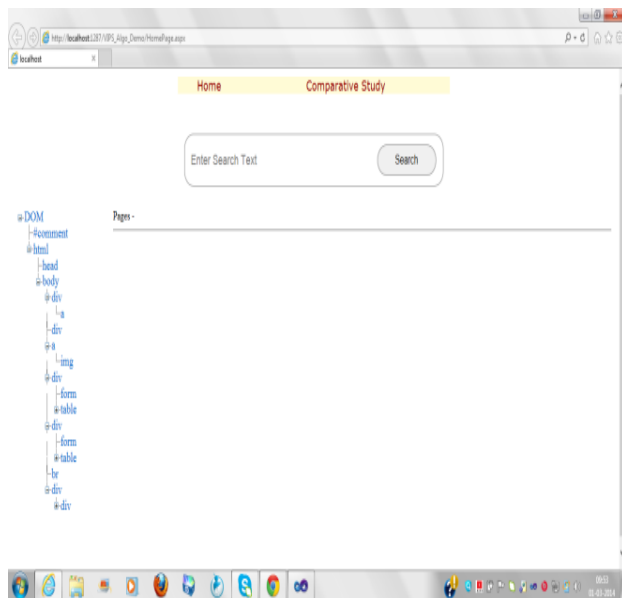 http://localhost:1287/VIPS_Algo_Demo/HomePage.aspx
localhost X
Home Comparative Study
Enter Search Text Search
DOM
#comment
html
head
body
div
a
div
a
img
div
form
table
div
form
table
br
div
div
Pages -